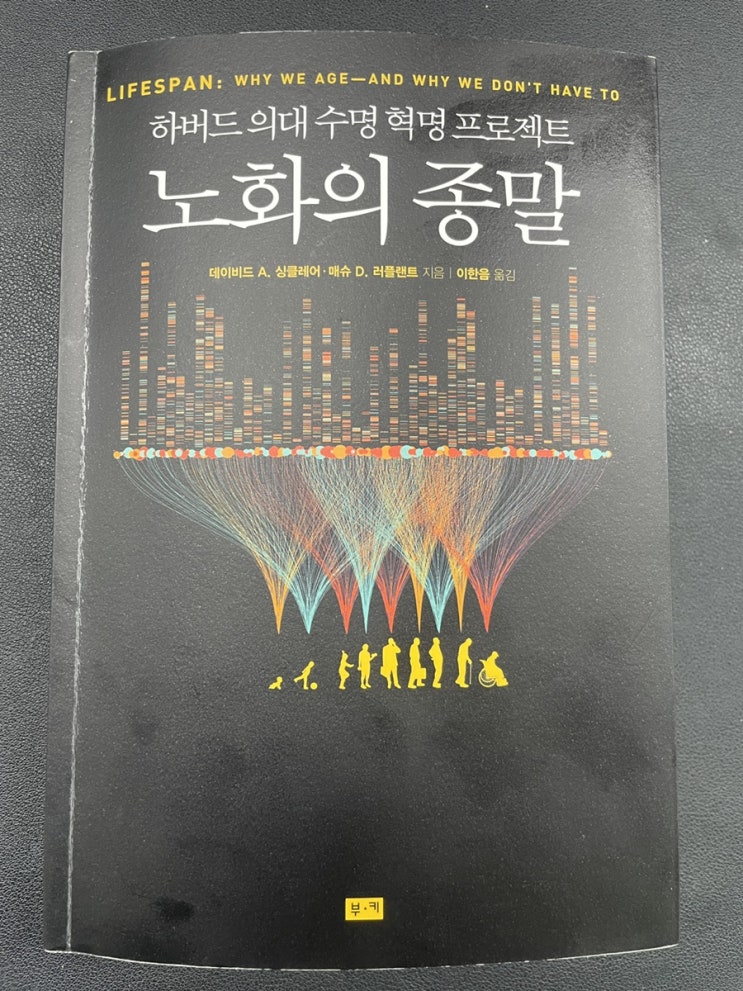 LIFESPAN: WHY WE AGE—AND WHY WE DON'T HAVE TO
하버드 의대 수명 혁명 프로젝트
노화의 종말
데이비드 A. 싱클레어·매슈 D. 러플랜트 지음 | 이한음 옮김
부·키